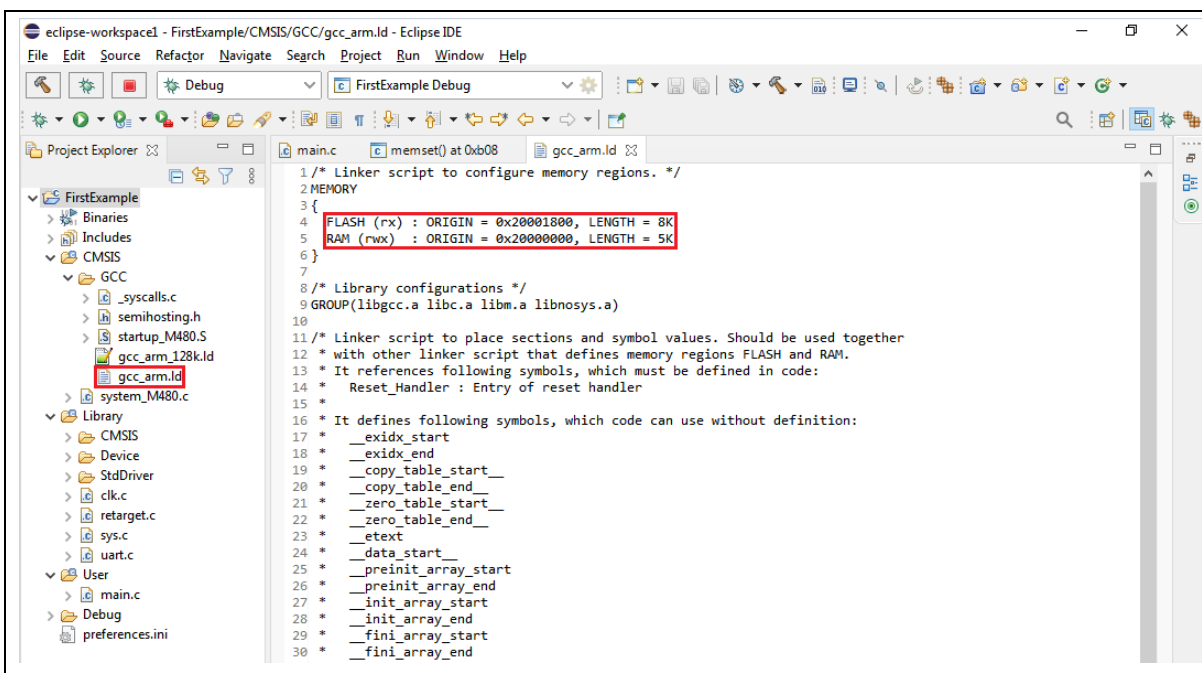 eclipse-workspace1 - FirstExample/CMSIS/GCC/gcc_arm.ld - Eclipse IDE
File Edit Source Refactor Navigate Search Project Run Window Help
Debug
FirstExample Debug
Project Explorer
FirstExample
Binaries
Includes
CMSIS
GCC
_syscalls.c
semihosting.h
startup_M480.S
gcc_arm_128k.ld
gcc_arm.ld
system_M480.c
Library
CMSIS
Device
StdDriver
clk.c
retarget.c
sys.c
uart.c
User
main.c
Debug
preferences.ini
main.c memset() at 0xb08 gcc_arm.ld
1 /* Linker script to configure memory regions. */
2 MEMORY
3 {
4 FLASH (rx) : ORIGIN = 0x20001800, LENGTH = 8K
5 RAM (rwx) : ORIGIN = 0x20000000, LENGTH = 5K
6 }
7
8 /* Library configurations */
9 GROUP(libgcc.a libc.a libm.a libnosys.a)
10
11 /* Linker script to place sections and symbol values. Should be used together
12 * with other linker script that defines memory regions FLASH and RAM.
13 * It references following symbols, which must be defined in code:
14 * Reset_Handler : Entry of reset handler
15 *
16 * It defines following symbols, which code can use without definition:
17 * __exidx_start
18 * __exidx_end
19 * __copy_table_start__
20 * __copy_table_end__
21 * __zero_table_start__
22 * __zero_table_end__
23 * __etext
24 * __data_start__
25 * __preinit_array_start
26 * __preinit_array_end
27 * __init_array_start
28 * __init_array_end
29 * __fini_array_start
30 * __fini_array_end